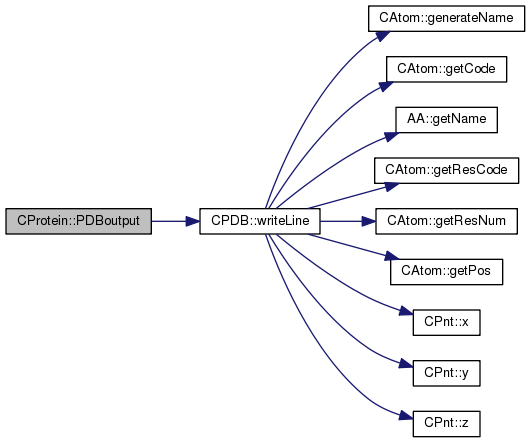 CAtom::generateName
CAtom::getCode
AA::getName
CAtom::getResCode
CProtein::PDBoutput
CPDB::writeLine
CAtom::getResNum
CAtom::getPos
CPnt::x
CPnt::y
CPnt::z